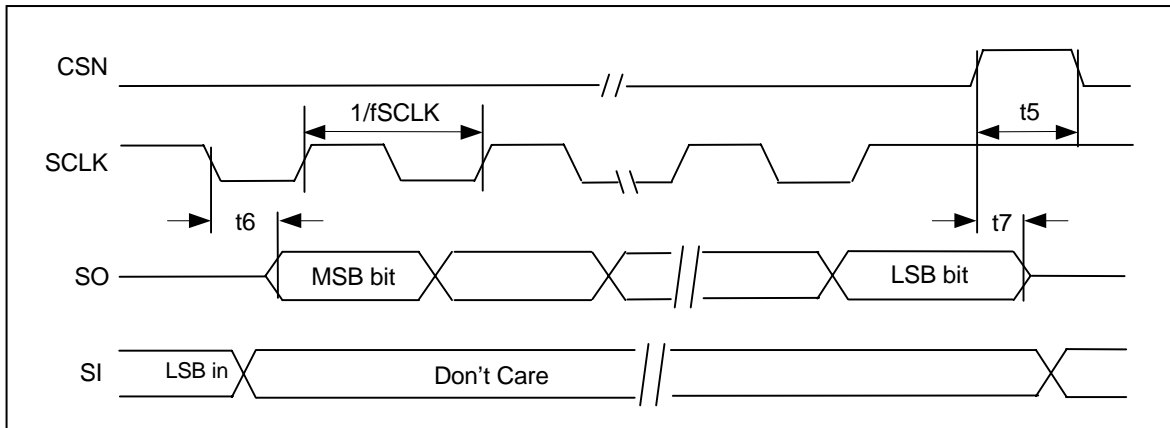 CSN
t5
1/fSCLK
SCLK
t6
t7
SO
MSB bit
LSB bit
SI
LSB in
Don't Care